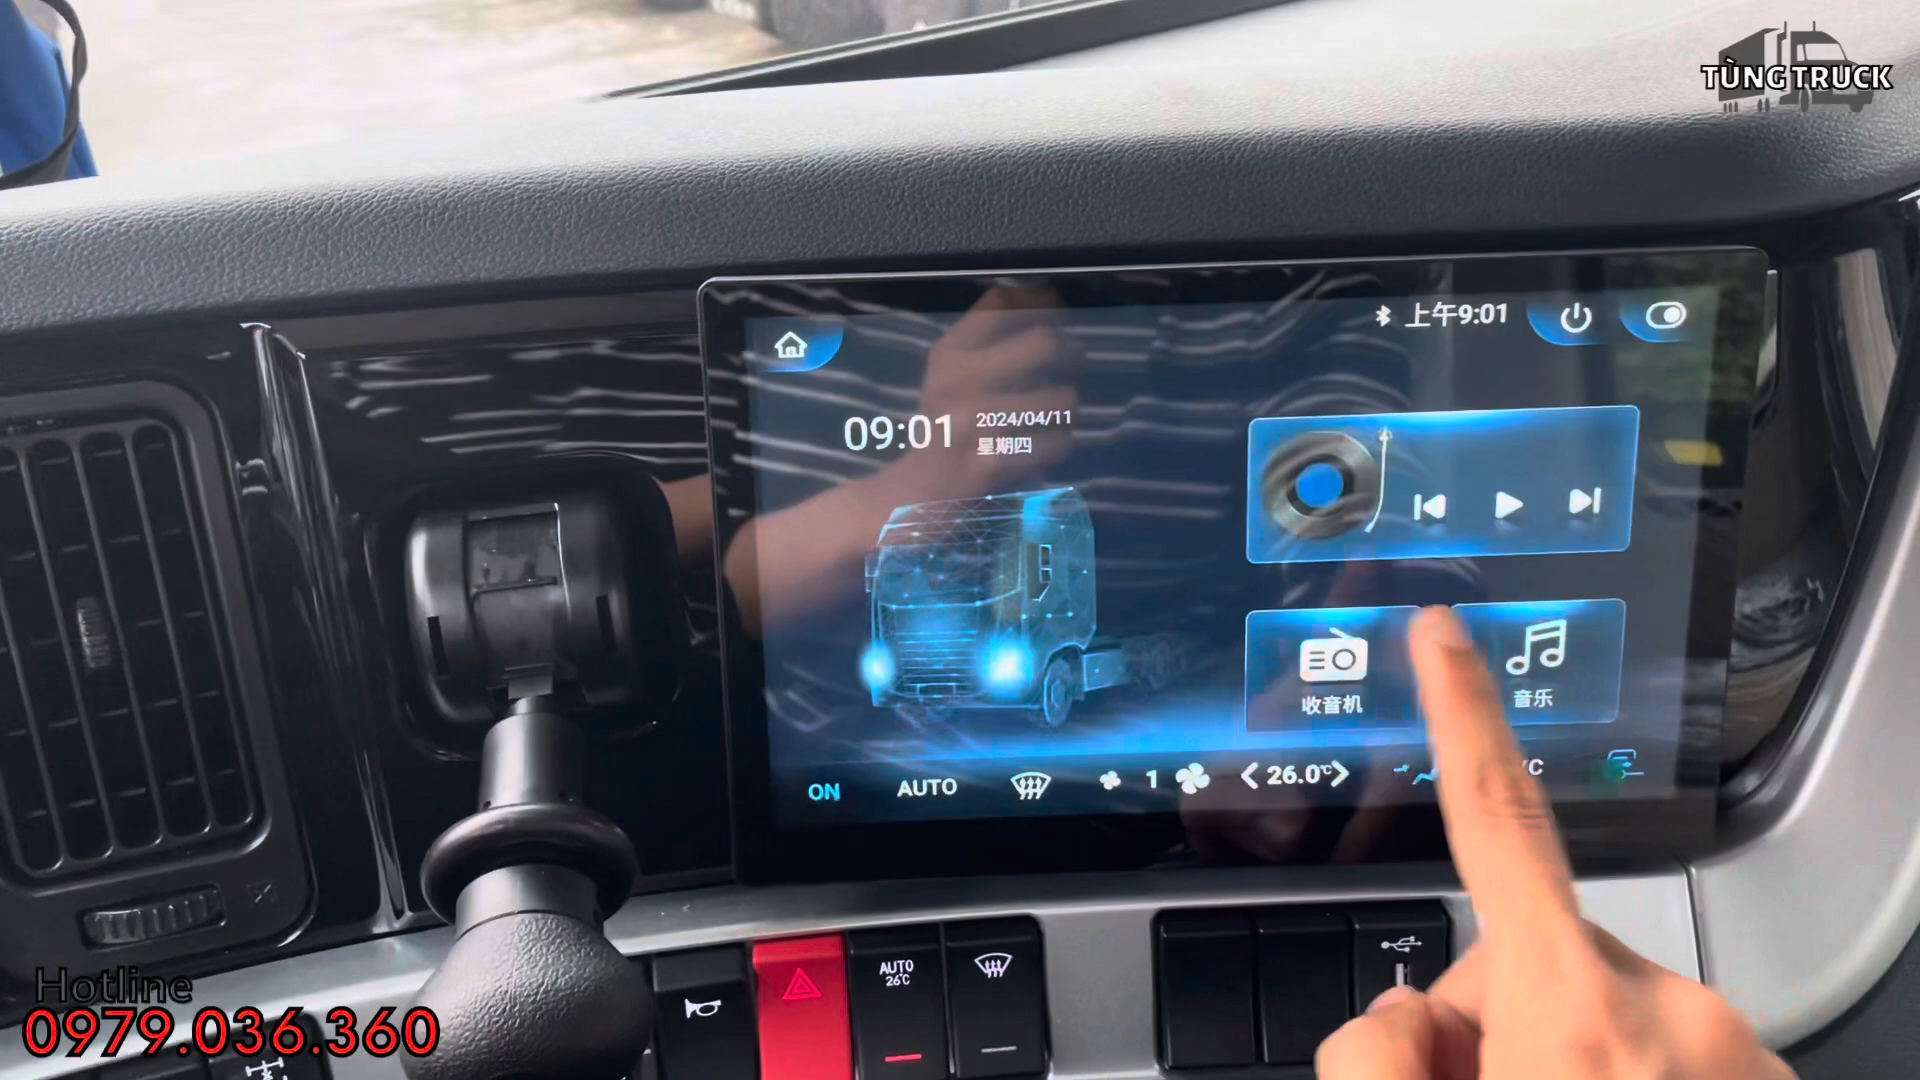 TÙNG TRUCK
上午9:01
09:01
2024/04/11
星期四
收音机
音乐
ON
AUTO
1
26.0℃
AUTO
26℃
Hotline
0979.036.360